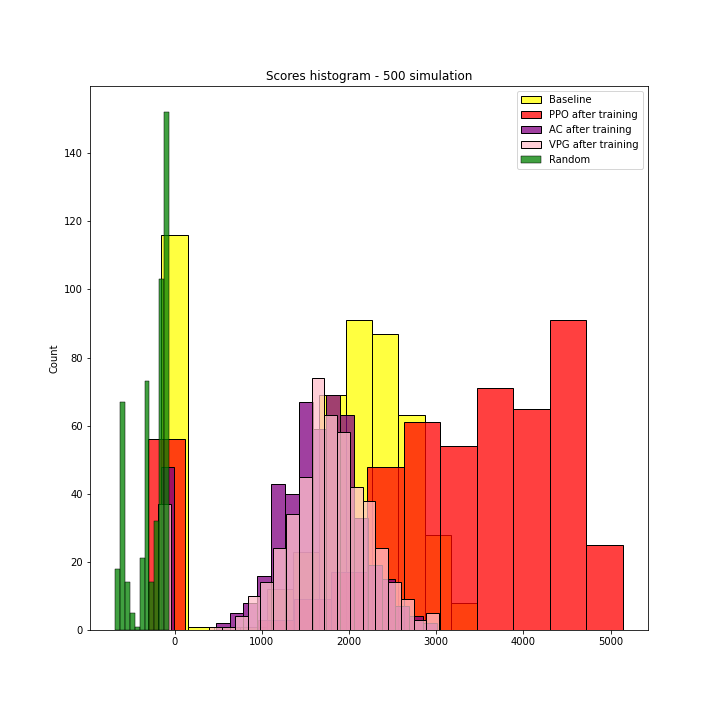 Scores histogram - 500 simulation
Baseline
PPO after training
AC after training
VPG after training
Random
140
120
100
80
60
40
20
0
Count
0 1000 2000 3000 4000 5000